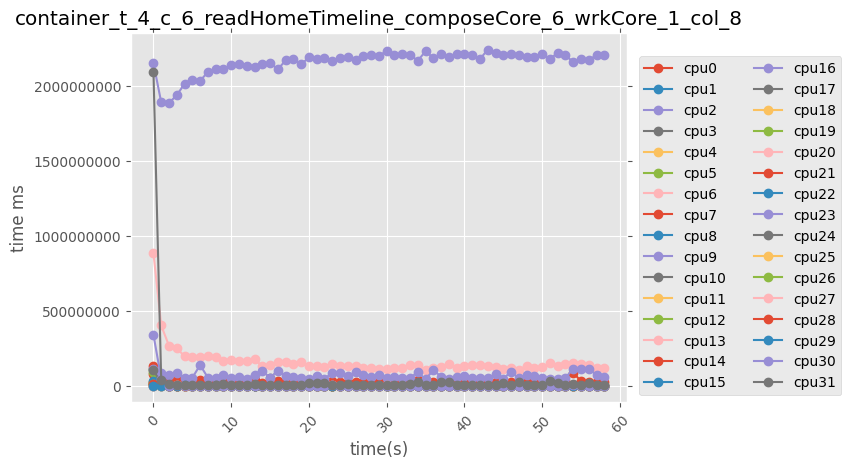 container_t_4_c_6_readHomeTimeline_composeCore_6_wrkCore_1_col_8
time ms
2000000000
1500000000
1000000000
500000000
0
0
10
20
30
40
50
60
time(s)
cpu0
cpu1
cpu2
cpu3
cpu4
cpu5
cpu6
cpu7
cpu8
cpu9
cpu10
cpu11
cpu12
cpu13
cpu14
cpu15
cpu16
cpu17
cpu18
cpu19
cpu20
cpu21
cpu22
cpu23
cpu24
cpu25
cpu26
cpu27
cpu28
cpu29
cpu30
cpu31